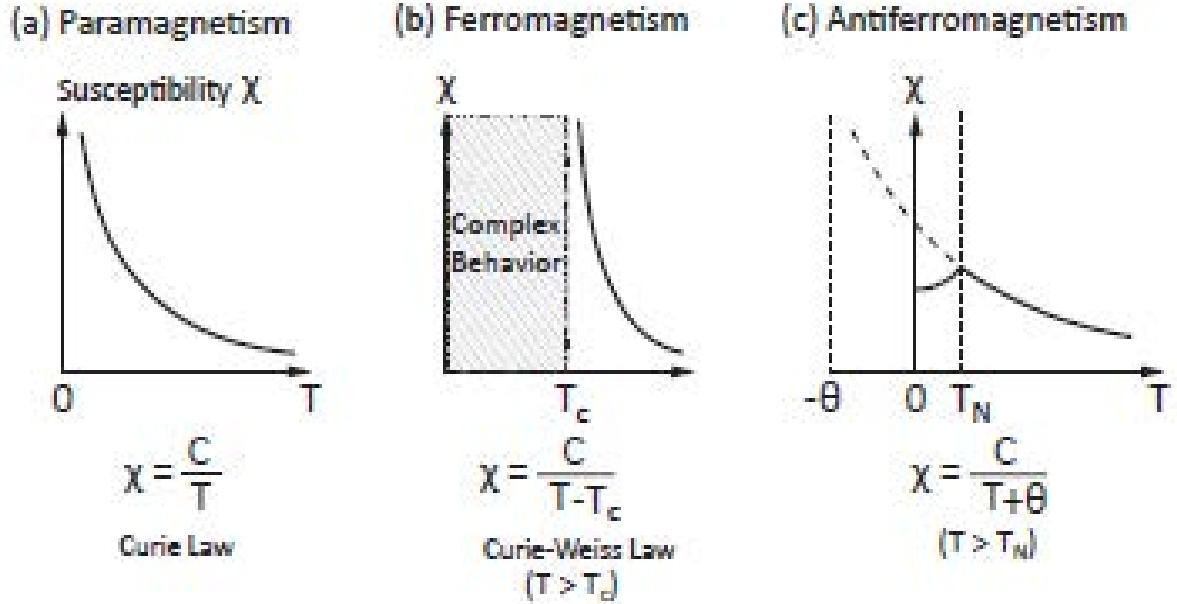 (a) Paramagnetism
Susceptibility χ
0
T
χ = C/T
Curie Law
(b) Ferromagnetism
χ
Complex
Behavior
T_c
χ = C/(T-T_c)
Curie-Weiss Law
(T > T_c)
(c) Antiferromagnetism
χ
-θ
0
T_N
T
χ = C/(T+θ)
(T > T_N)